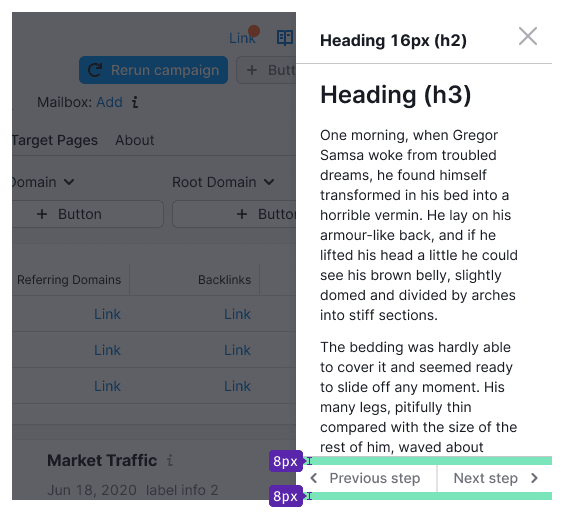 Link
Rerun campaign
+ Butt
Mailbox: Add i
Target Pages About
Domain
Root Domain
+ Button
+ Button
Referring Domains Backlinks
Link Link
Link Link
Link Link
Market Traffic i
Jun 18, 2020 label info 2
Heading 16px (h2)
Heading (h3)
One morning, when Gregor
Samsa woke from troubled
dreams, he found himself
transformed in his bed into a
horrible vermin. He lay on his
armour-like back, and if he
lifted his head a little he could
see his brown belly, slightly
domed and divided by arches
into stiff sections.
The bedding was hardly able
to cover it and seemed ready
to slide off any moment. His
many legs, pitifully thin
compared with the size of the
rest of him, waved about
8px
Previous step Next step
8px